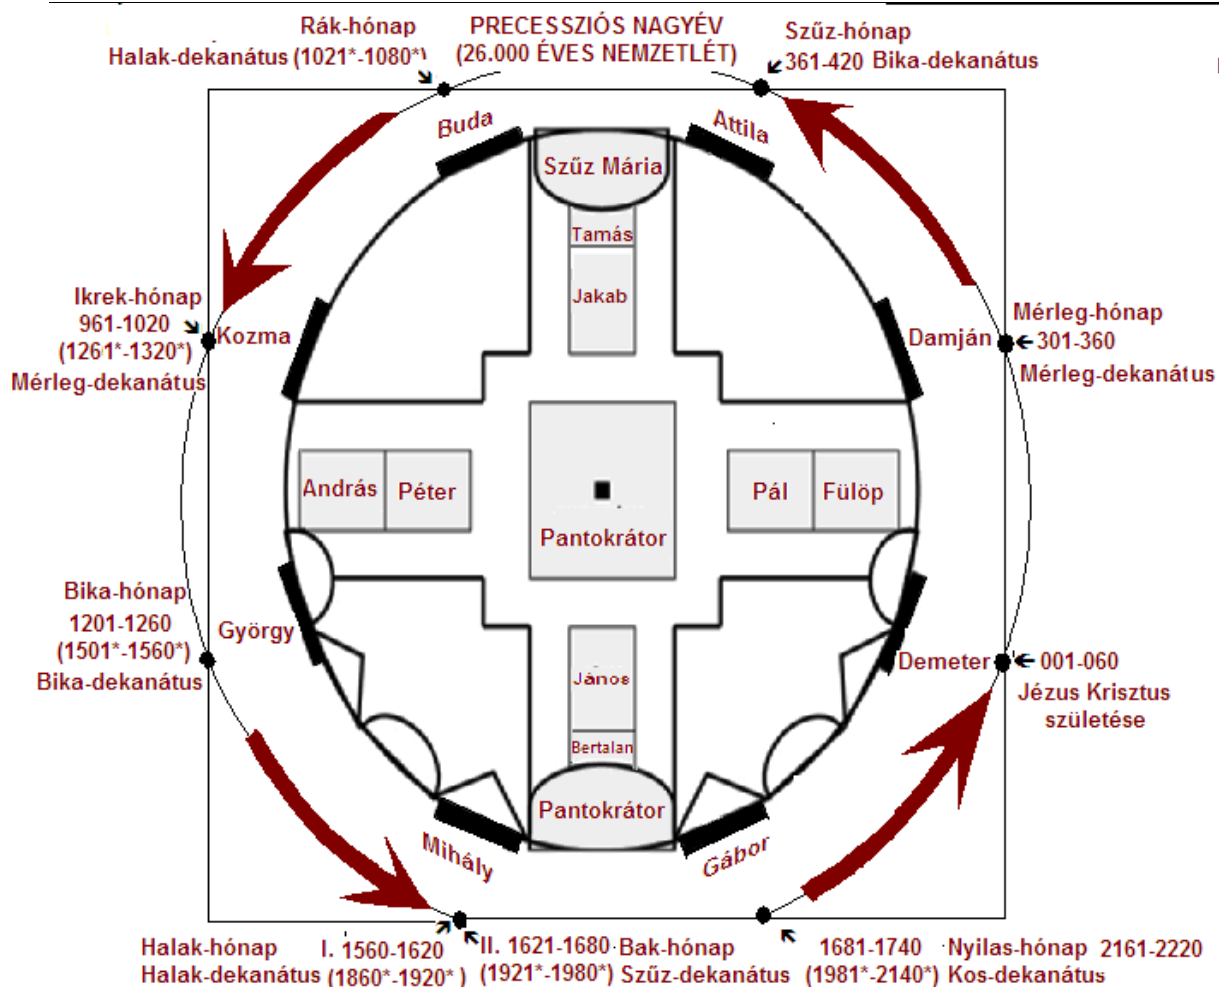 Rák-hónap
Halak-dekanátus (1021*-1080*)
PRECESSZIÓS NAGYÉV
(26.000 ÉVES NEMZETLÉT)
Szűz-hónap
361-420 Bika-dekanátus
Buda
Attila
Szűz Mária
Tamás
Jakab
Ikrek-hónap
961-1020
(1261*-1320*)
Mérleg-dekanátus
Kozma
Damján
Mérleg-hónap
301-360
Mérleg-dekanátus
András
Péter
Pantokrátor
Pál
Fülöp
Bika-hónap
1201-1260
(1501*-1560*)
Bika-dekanátus
György
János
Bertalan
Pantokrátor
Demeter
001-060
Jézus Krisztus
születése
Mihály
Gábor
Halak-hónap
Halak-dekanátus
I. 1560-1620
(1860*-1920*)
II. 1621-1680
(1921*-1980*)
Bak-hónap
Szűz-dekanátus
1681-1740
(1981*-2140*)
Nyilas-hónap 2161-2220
Kos-dekanátus